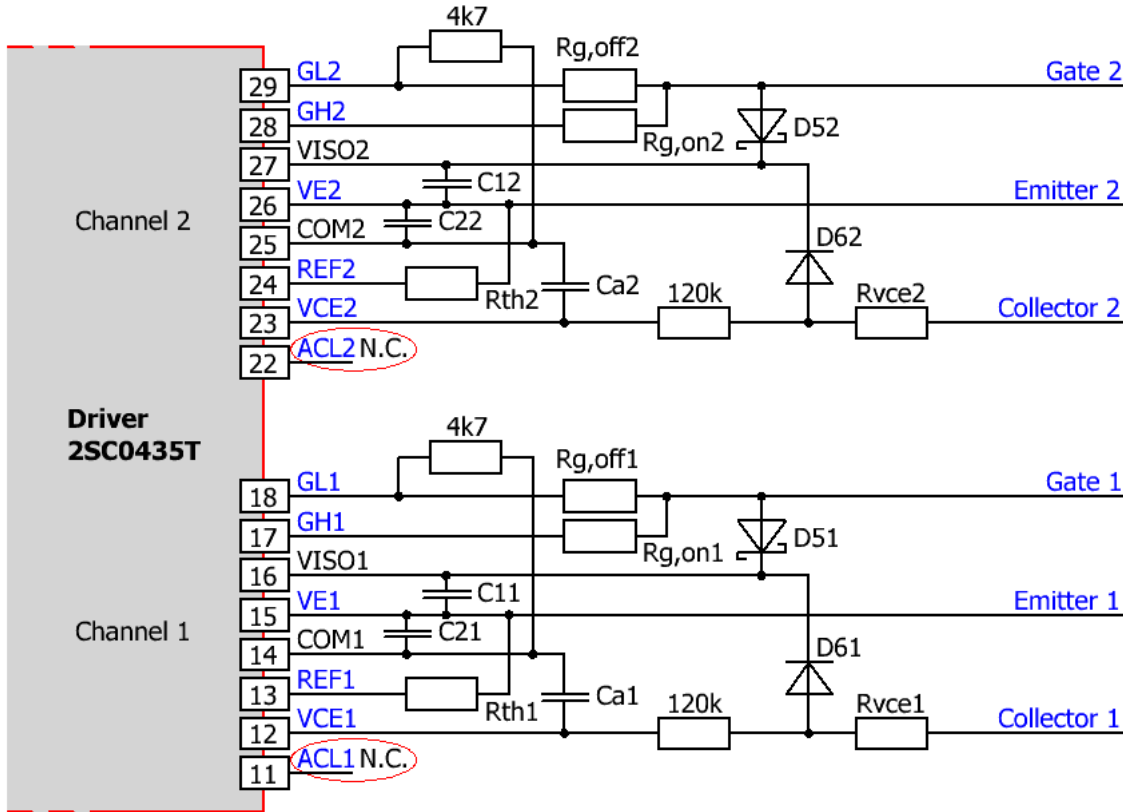 4k7
Rg,off2
29 GL2 Gate 2
28 GH2 D52
Rg,on2
27 VISO2
C12
26 VE2 Emitter 2
Channel 2
C22
25 COM2 D62
24 REF2
Rth2 Ca2 120k Rvce2
23 VCE2 Collector 2
22 ACL2 N.C.
Driver
2SC0435T
4k7
Rg,off1
18 GL1 Gate 1
17 GH1 D51
Rg,on1
16 VISO1
C11
15 VE1 Emitter 1
Channel 1
C21
14 COM1 D61
13 REF1
Rth1 Ca1 120k Rvce1
12 VCE1 Collector 1
11 ACL1 N.C.